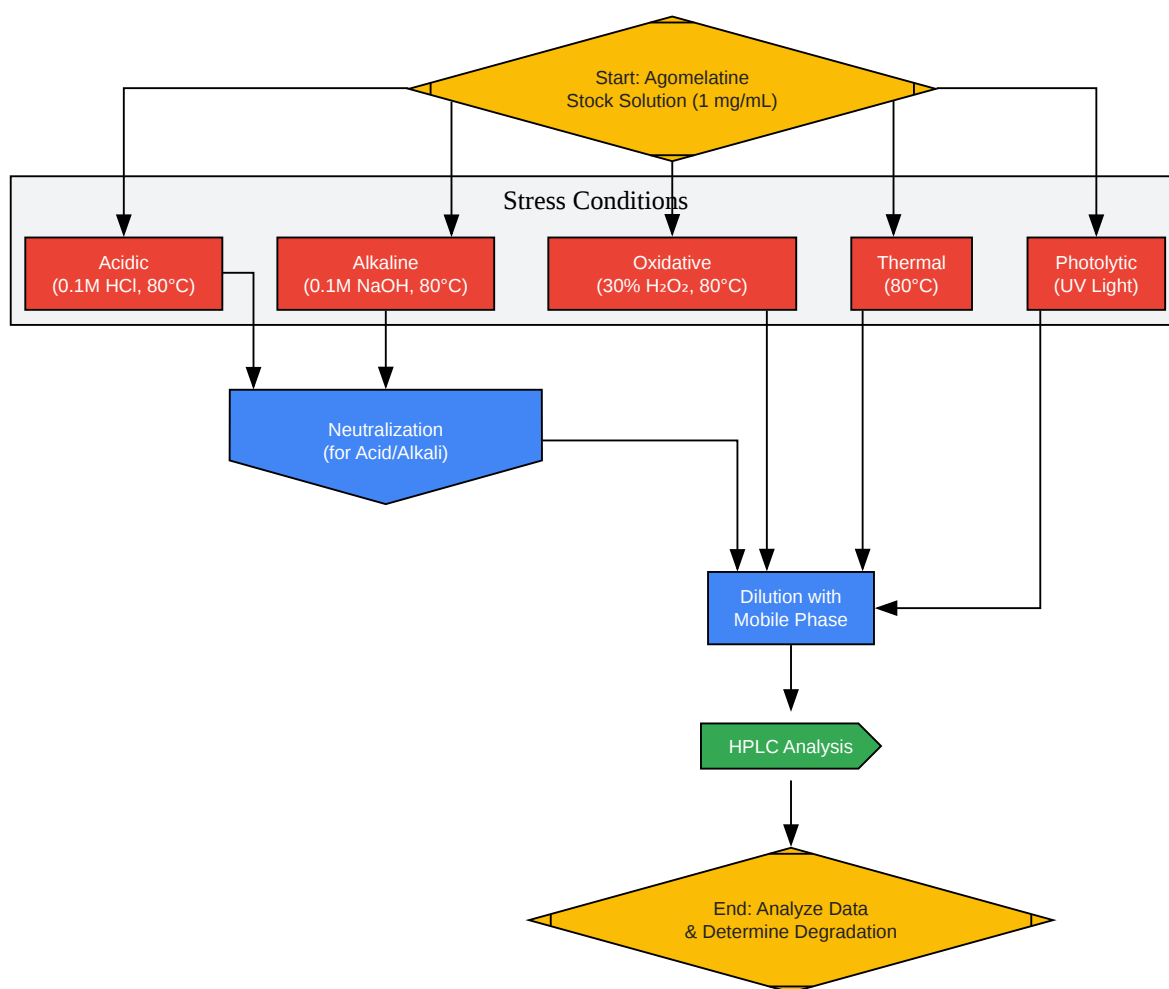 Start: Agomelatine
Stock Solution (1 mg/mL)
Stress Conditions
Acidic
(0.1M HCl, 80°C)
Alkaline
(0.1M NaOH, 80°C)
Oxidative
(30% H₂O₂, 80°C)
Thermal
(80°C)
Photolytic
(UV Light)
Neutralization
(for Acid/Alkali)
Dilution with
Mobile Phase
HPLC Analysis
End: Analyze Data
& Determine Degradation